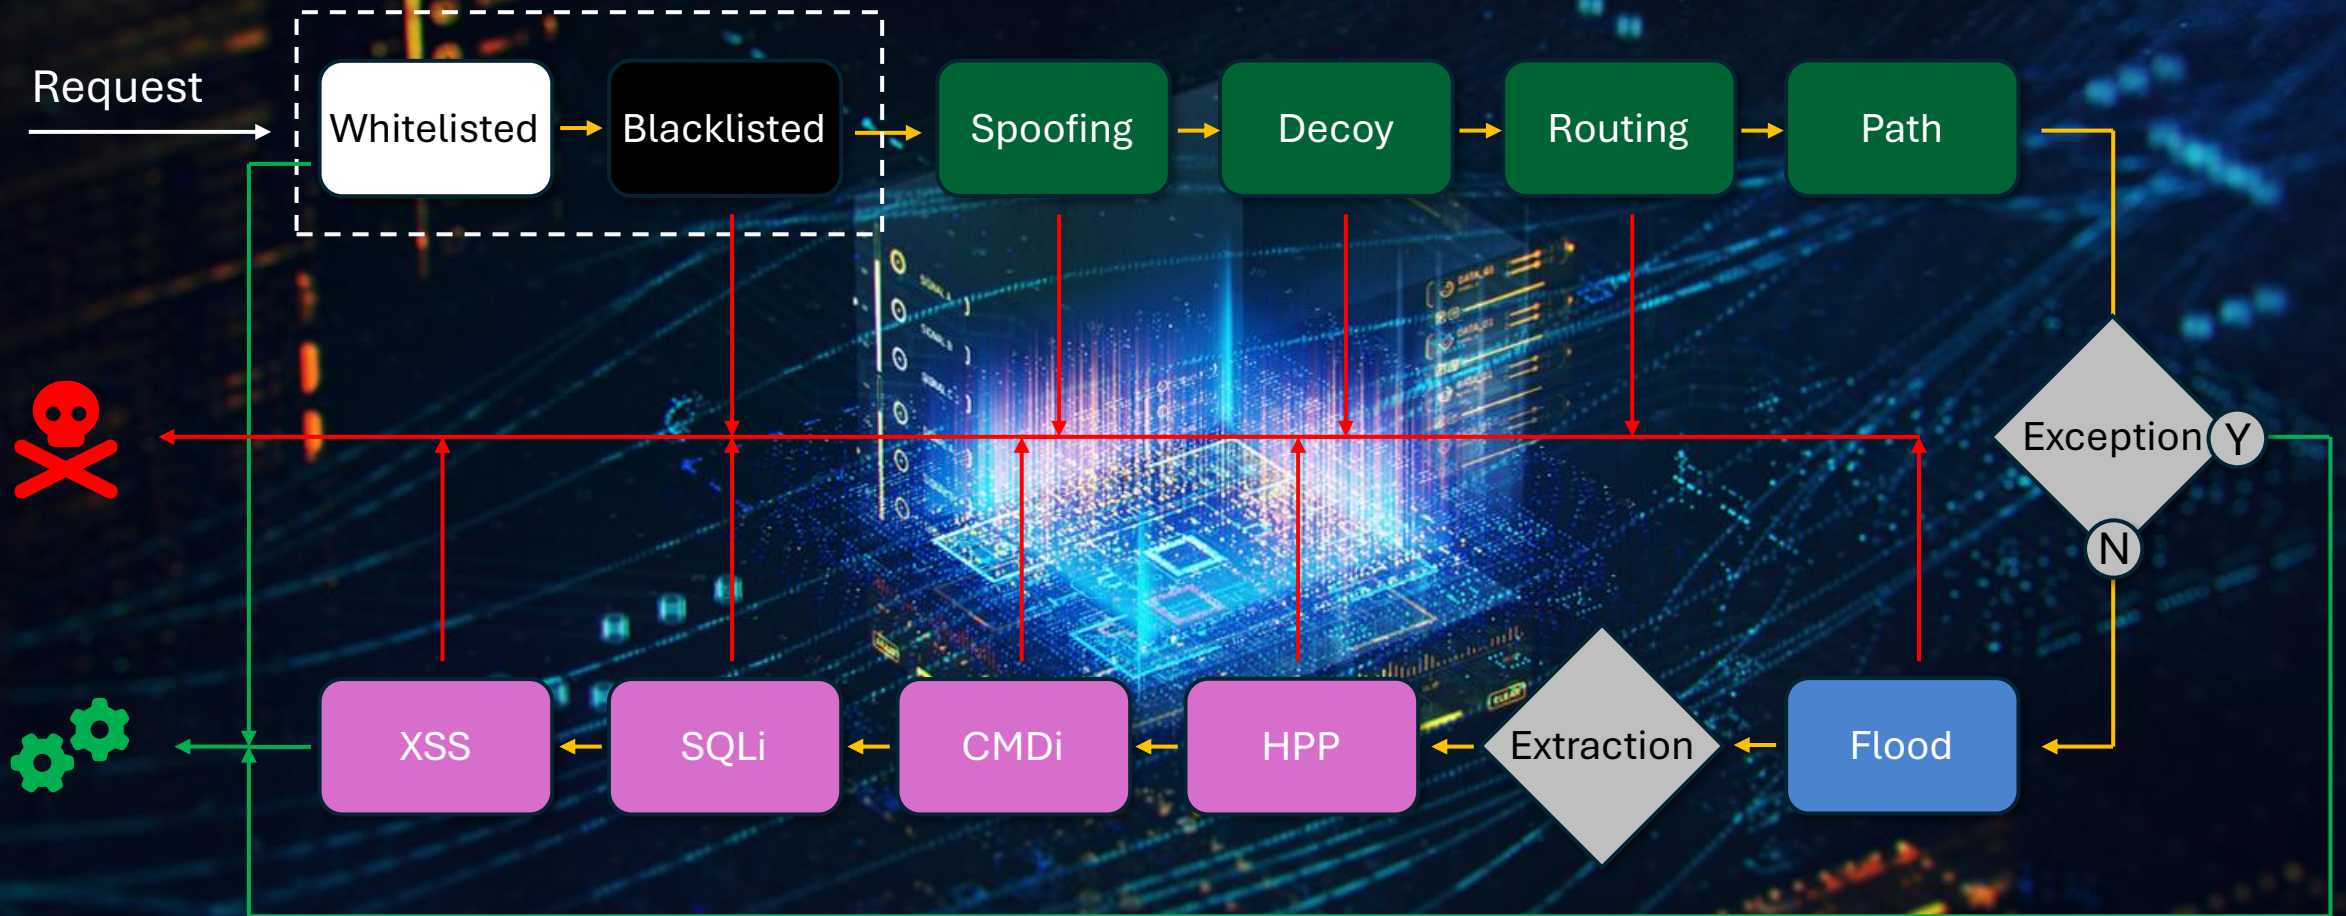 Request
Whitelisted
Blacklisted
Spoofing
Decoy
Routing
Path
Exception
Y
N
XSS
SQLi
CMDi
HPP
Extraction
Flood